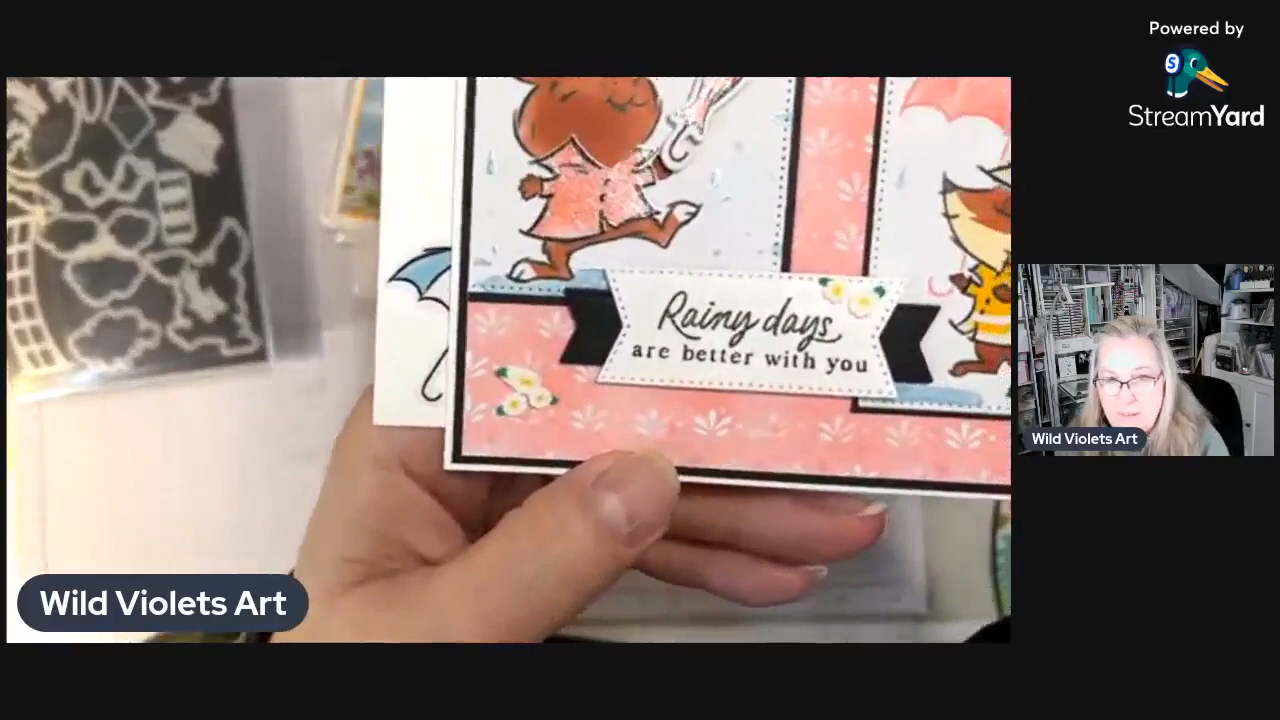 Powered by
S
StreamYard
Rainy days
are better with you
Wild Violets Art
Wild Violets Art